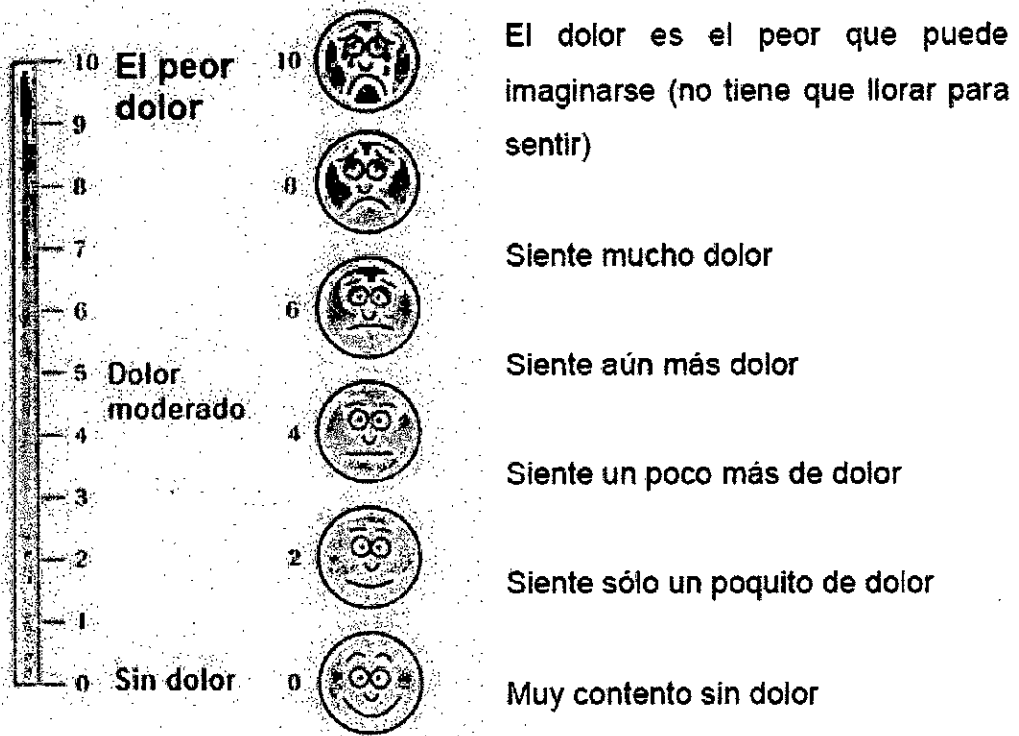 10 El peor
dolor
9
8
7
6
5 Dolor
moderado
4
3
2
1
0 Sin dolor
10
8
6
4
2
0
El dolor es el peor que puede
imaginarse (no tiene que llorar para
sentir)
Siente mucho dolor
Siente aún más dolor
Siente un poco más de dolor
Siente sólo un poquito de dolor
Muy contento sin dolor